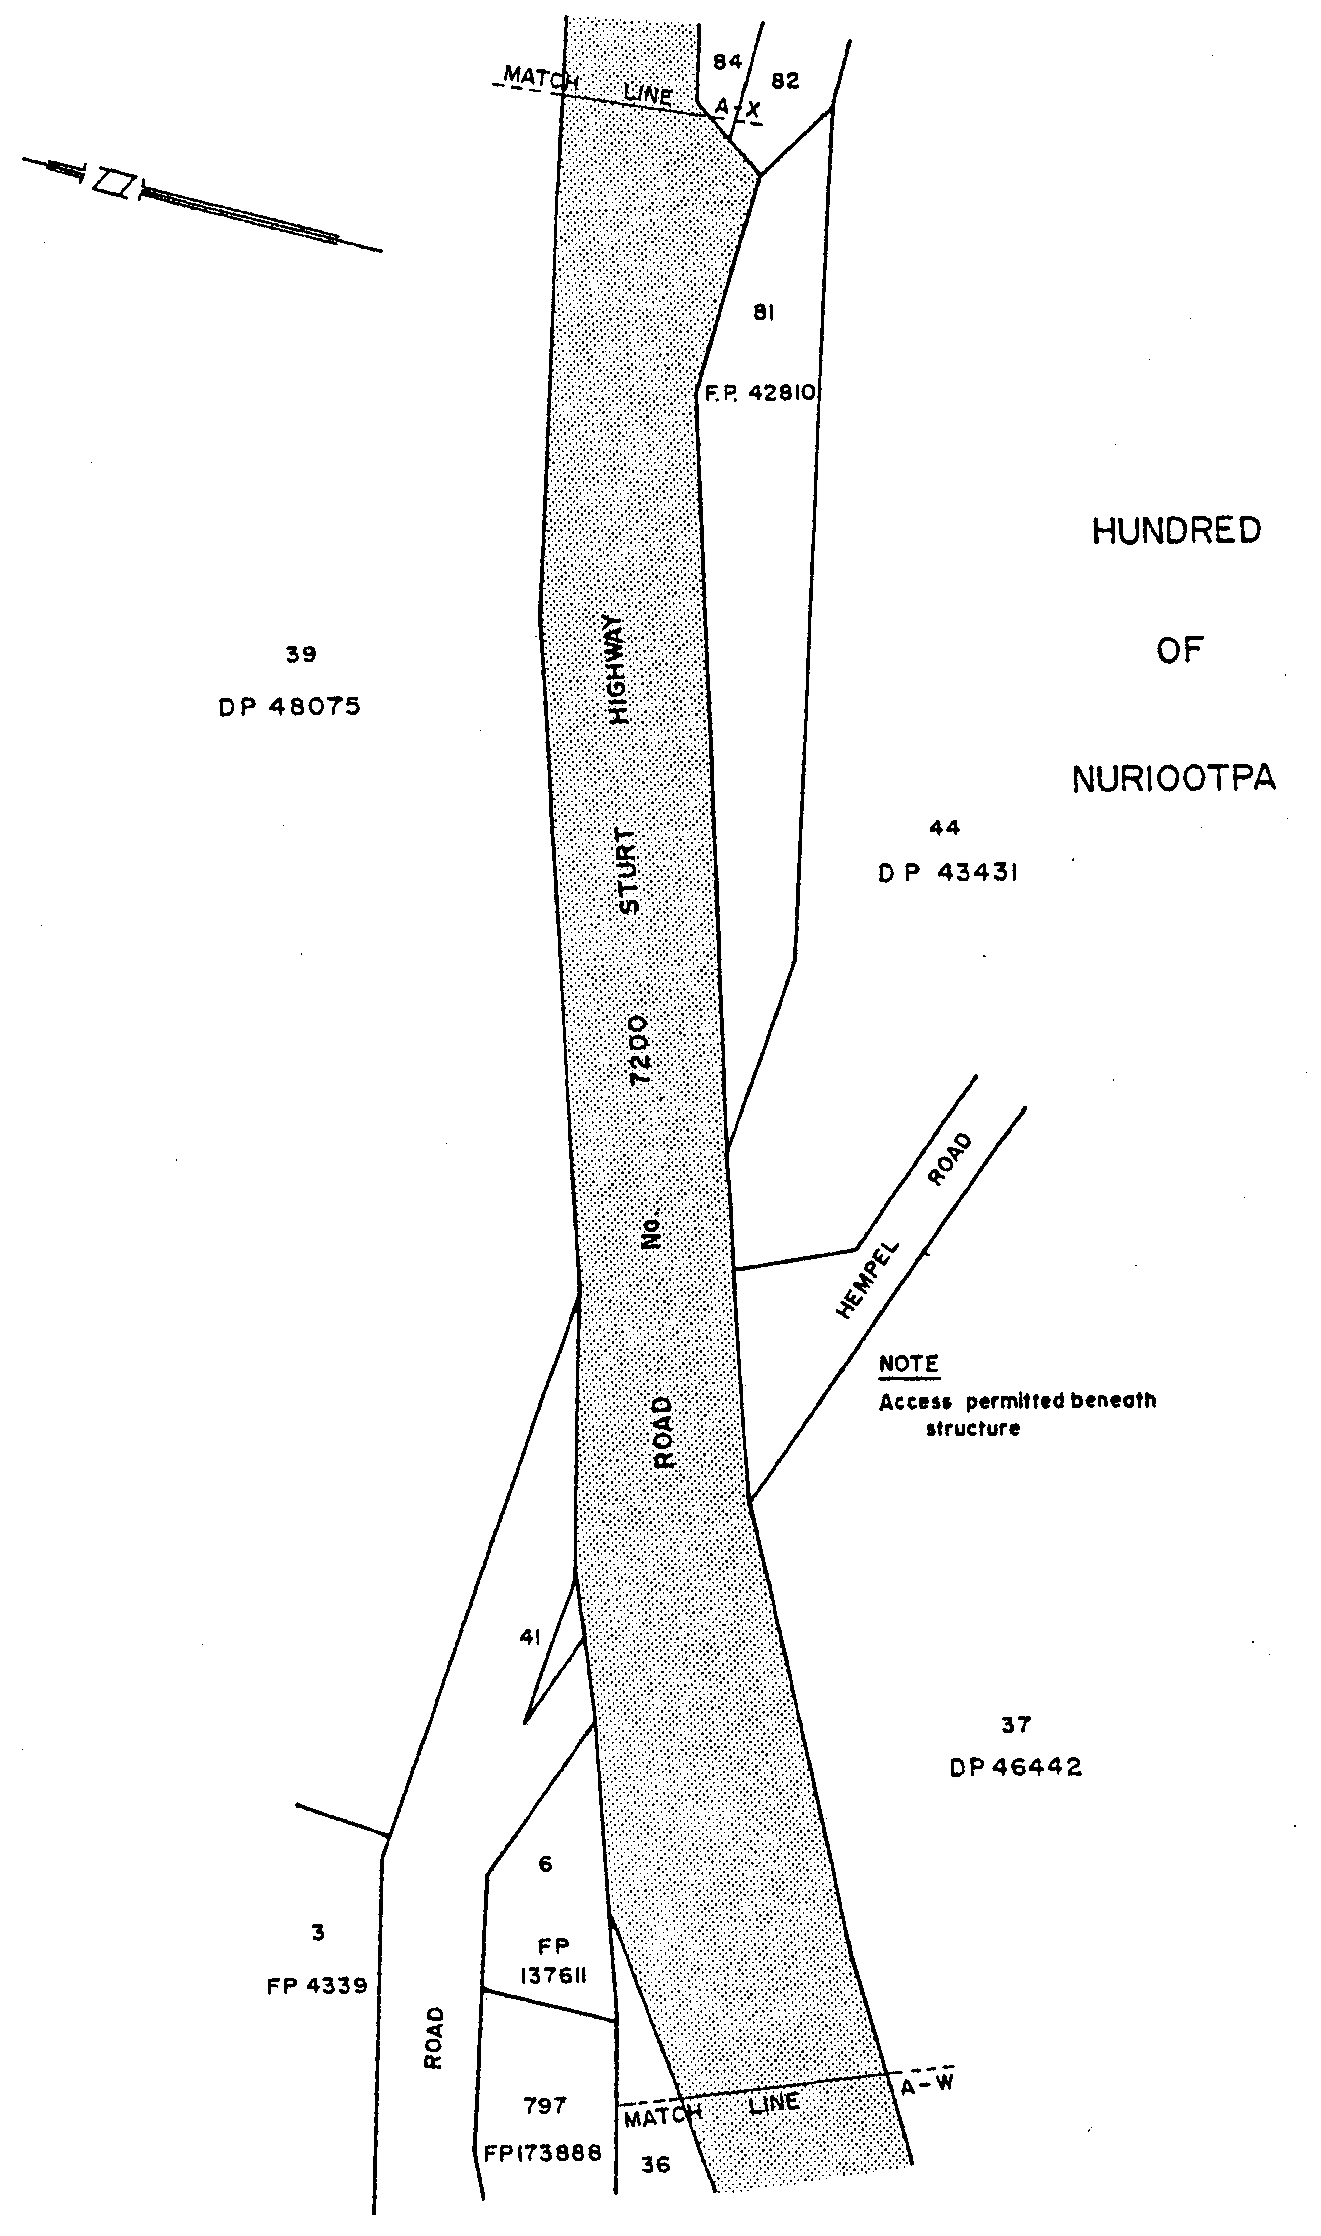 84
82
MATCH LINE A-X
N
81
F.P. 42810
HUNDRED
OF
NURIOOTPA
39
DP 48075
44
DP 43431
ROAD No. 7200 STURT HIGHWAY
HEMPEL ROAD
NOTE
Access permitted beneath
structure
41
37
DP 46442
6
FP
137611
3
FP 4339
ROAD
797
FP173888
MATCH LINE A-W
36